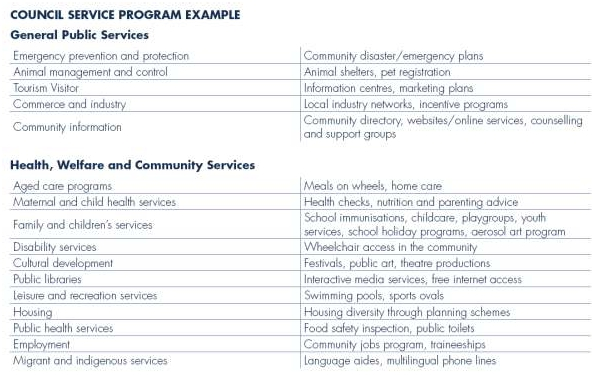 COUNCIL SERVICE PROGRAM EXAMPLE
General Public Services
Emergency prevention and protection Community disaster/emergency plans
Animal management and control Animal shelters, pet registration
Tourism Visitor Information centres, marketing plans
Commerce and industry Local industry networks, incentive programs
Community information Community directory, websites/online services, counselling
and support groups
Health, Welfare and Community Services
Aged care programs Meals on wheels, home care
Maternal and child health services Health checks, nutrition and parenting advice
Family and children's services School immunisations, childcare, playgroups, youth
services, school holiday programs, aerosol art program
Disability services Wheelchair access in the community
Cultural development Festivals, public art, theatre productions
Public libraries Interactive media services, free internet access
Leisure and recreation services Swimming pools, sports ovals
Housing Housing diversity through planning schemes
Public health services Food safety inspection, public toilets
Employment Community jobs program, traineeships
Migrant and indigenous services Language aides, multilingual phone lines